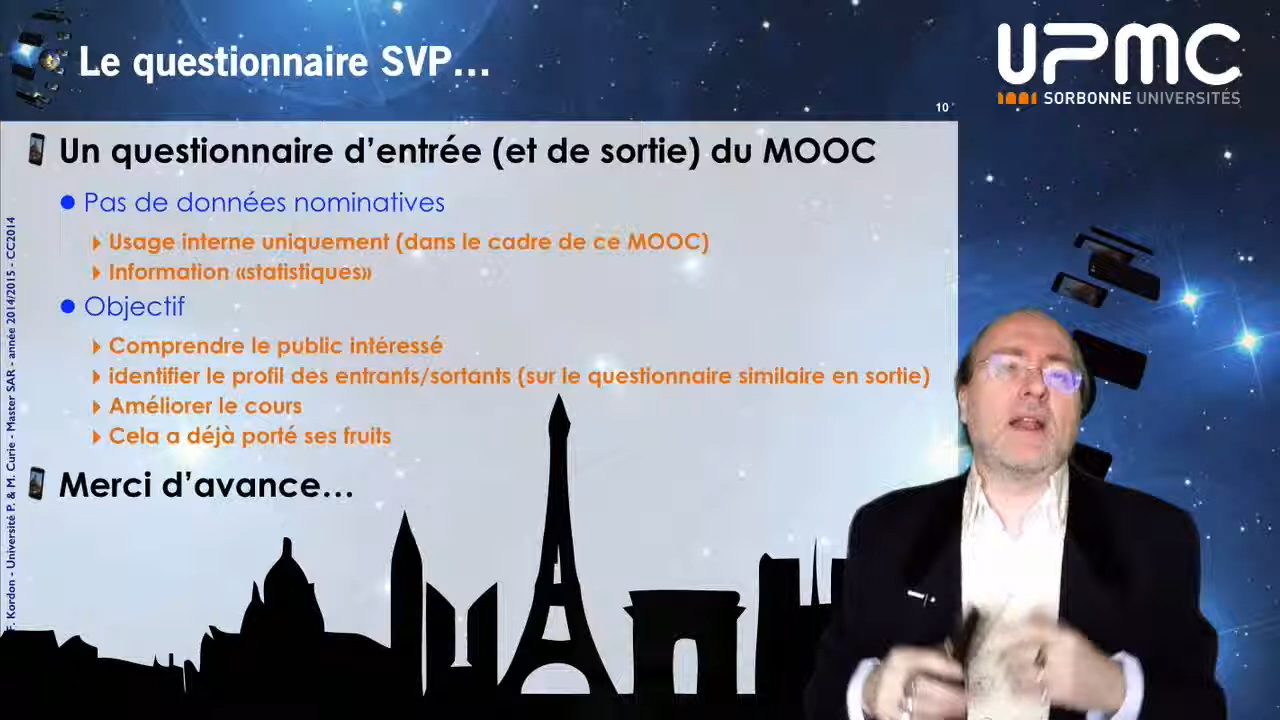 Le questionnaire SVP...
UPMC
SORBONNE UNIVERSITÉS
10
Un questionnaire d'entrée (et de sortie) du MOOC
Pas de données nominatives
Usage interne uniquement (dans le cadre de ce MOOC)
Information «statistiques»
Objectif
Comprendre le public intéressé
identifier le profil des entrants/sortants (sur le questionnaire similaire en sortie)
Améliorer le cours
Cela a déjà porté ses fruits
Merci d'avance...
F. Kordon - Université P. & M. Curie - Master SAR - année 2014/2015 - CC2014